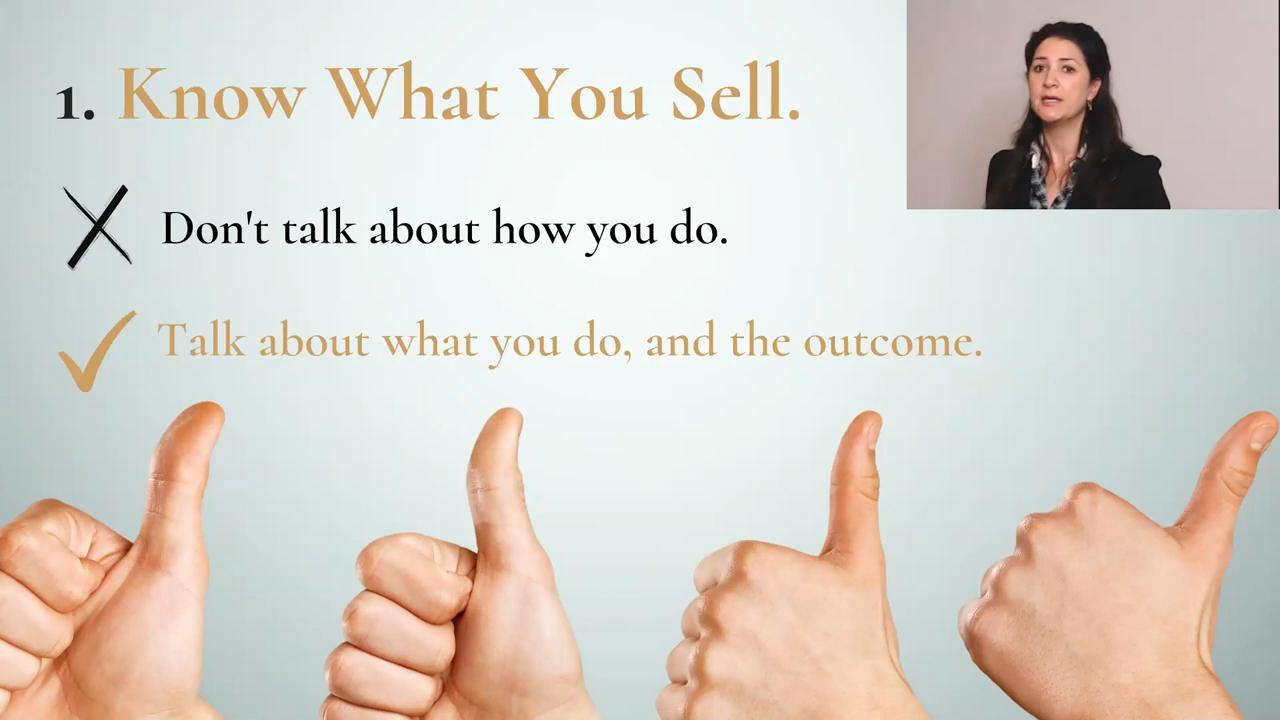 1. Know What You Sell.
Don't talk about how you do.
Talk about what you do, and the outcome.